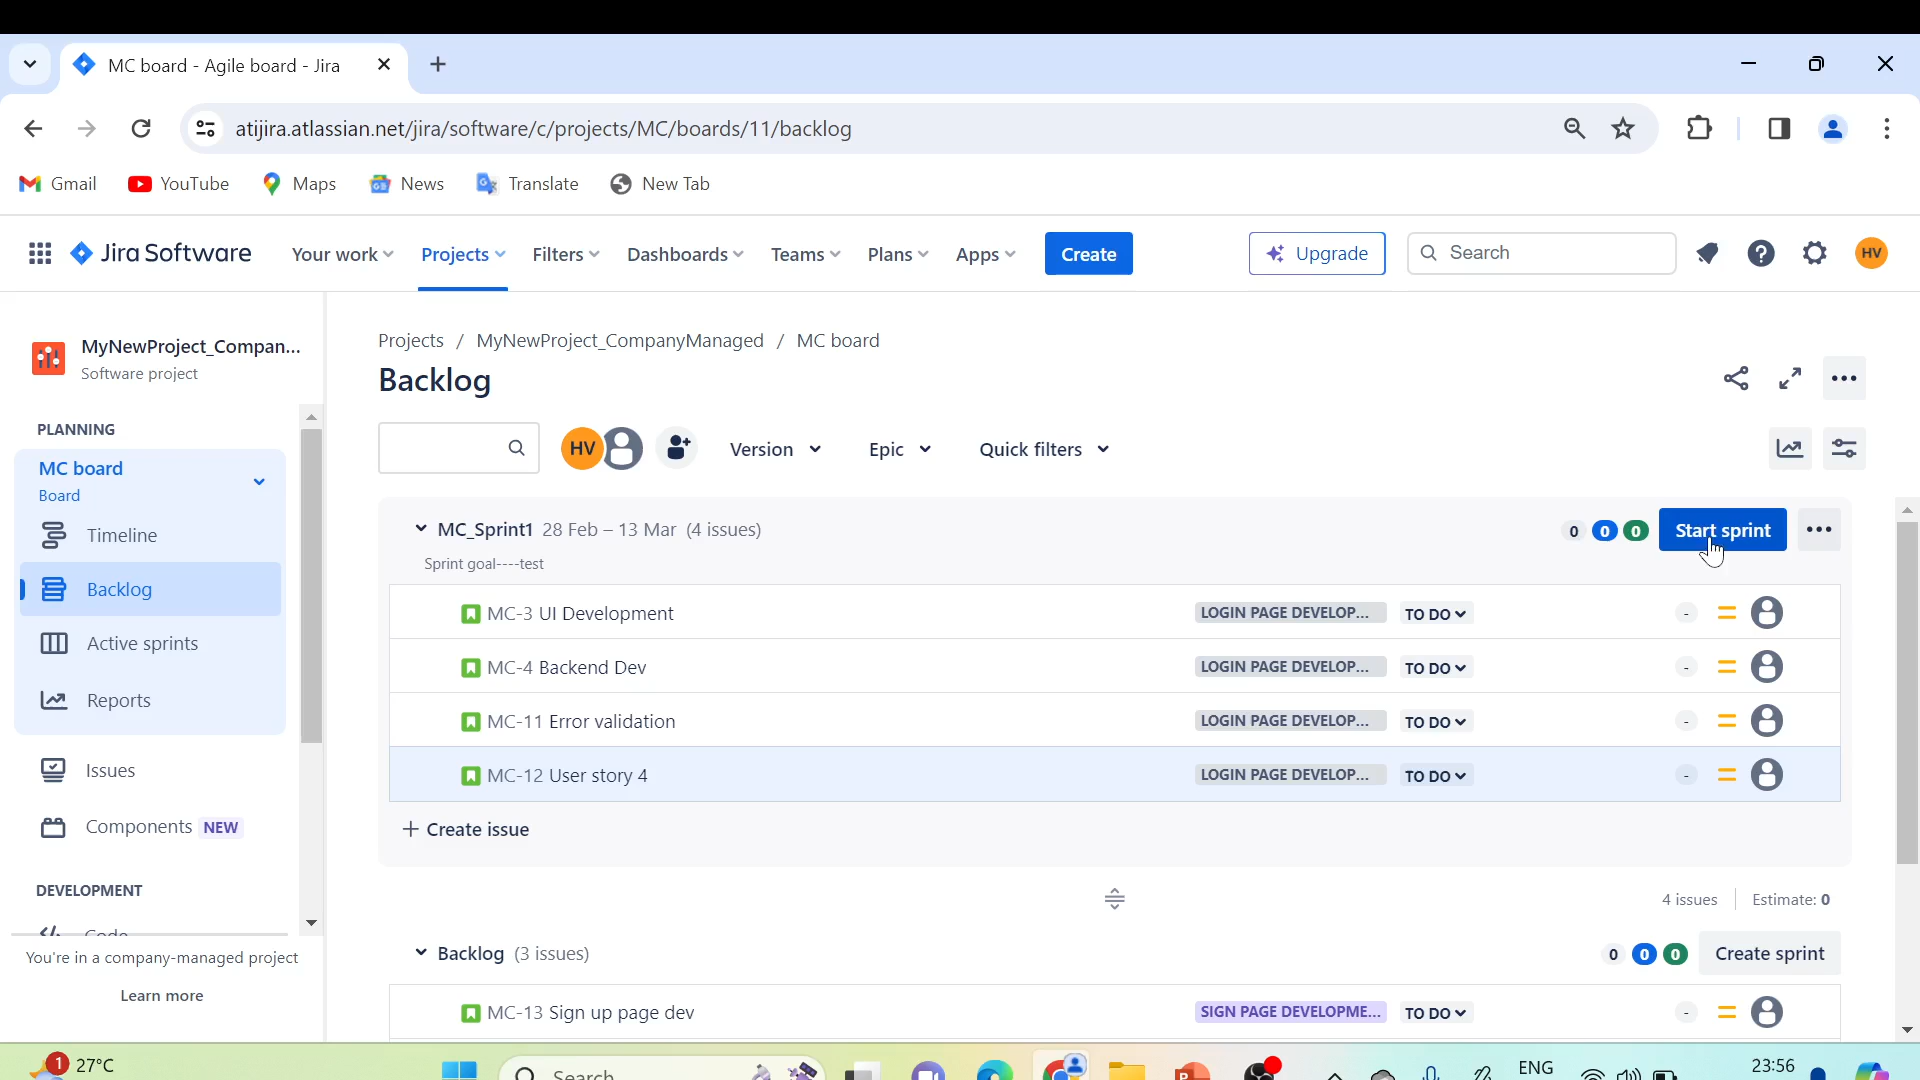 MC board - Agile board - Jira
atijira.atlassian.net/jira/software/c/projects/MC/boards/11/backlog
Gmail YouTube Maps News Translate New Tab
Jira Software Your work Projects Filters Dashboards Teams Plans Apps Create Upgrade Search HV
MyNewProject_Compan...
Software project
PLANNING
MC board
Board
Timeline
Backlog
Active sprints
Reports
Issues
Components NEW
DEVELOPMENT
Code
You're in a company-managed project
Learn more
Projects / MyNewProject_CompanyManaged / MC board
Backlog
HV Version Epic Quick filters
MC_Sprint1 28 Feb – 13 Mar (4 issues) 0 0 0 Start sprint
Sprint goal----test
MC-3 UI Development LOGIN PAGE DEVELOP... TO DO -
MC-4 Backend Dev LOGIN PAGE DEVELOP... TO DO -
MC-11 Error validation LOGIN PAGE DEVELOP... TO DO -
MC-12 User story 4 LOGIN PAGE DEVELOP... TO DO -
+ Create issue
4 issues Estimate: 0
Backlog (3 issues) 0 0 0 Create sprint
MC-13 Sign up page dev SIGN PAGE DEVELOPME... TO DO -
1 27°C Search ENG 23:56